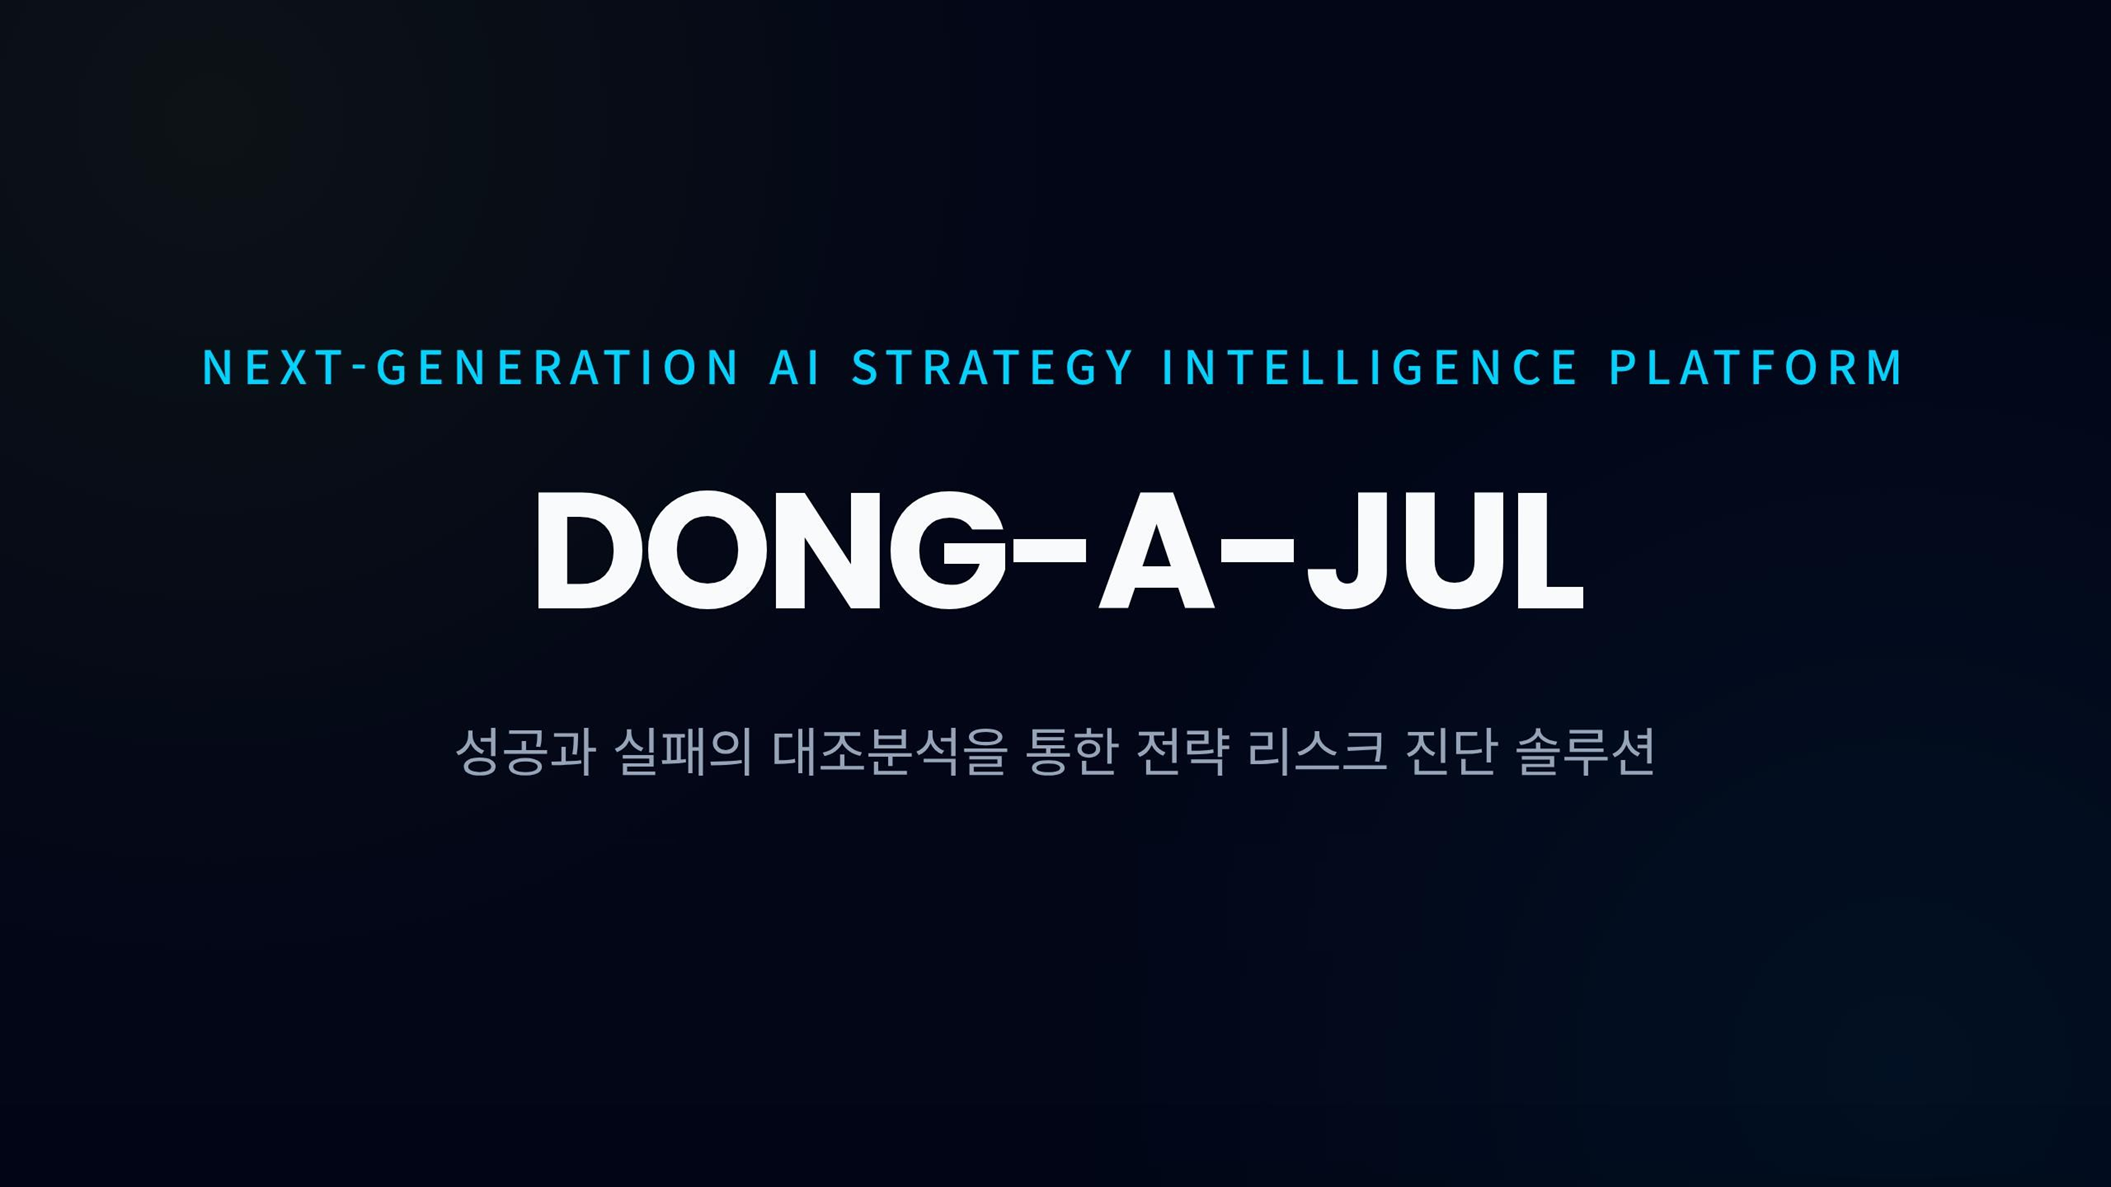 NEXT-GENERATION AI STRATEGY INTELLIGENCE PLATFORM
DONG-A-JUL
성공과 실패의 대조분석을 통한 전략 리스크 진단 솔루션